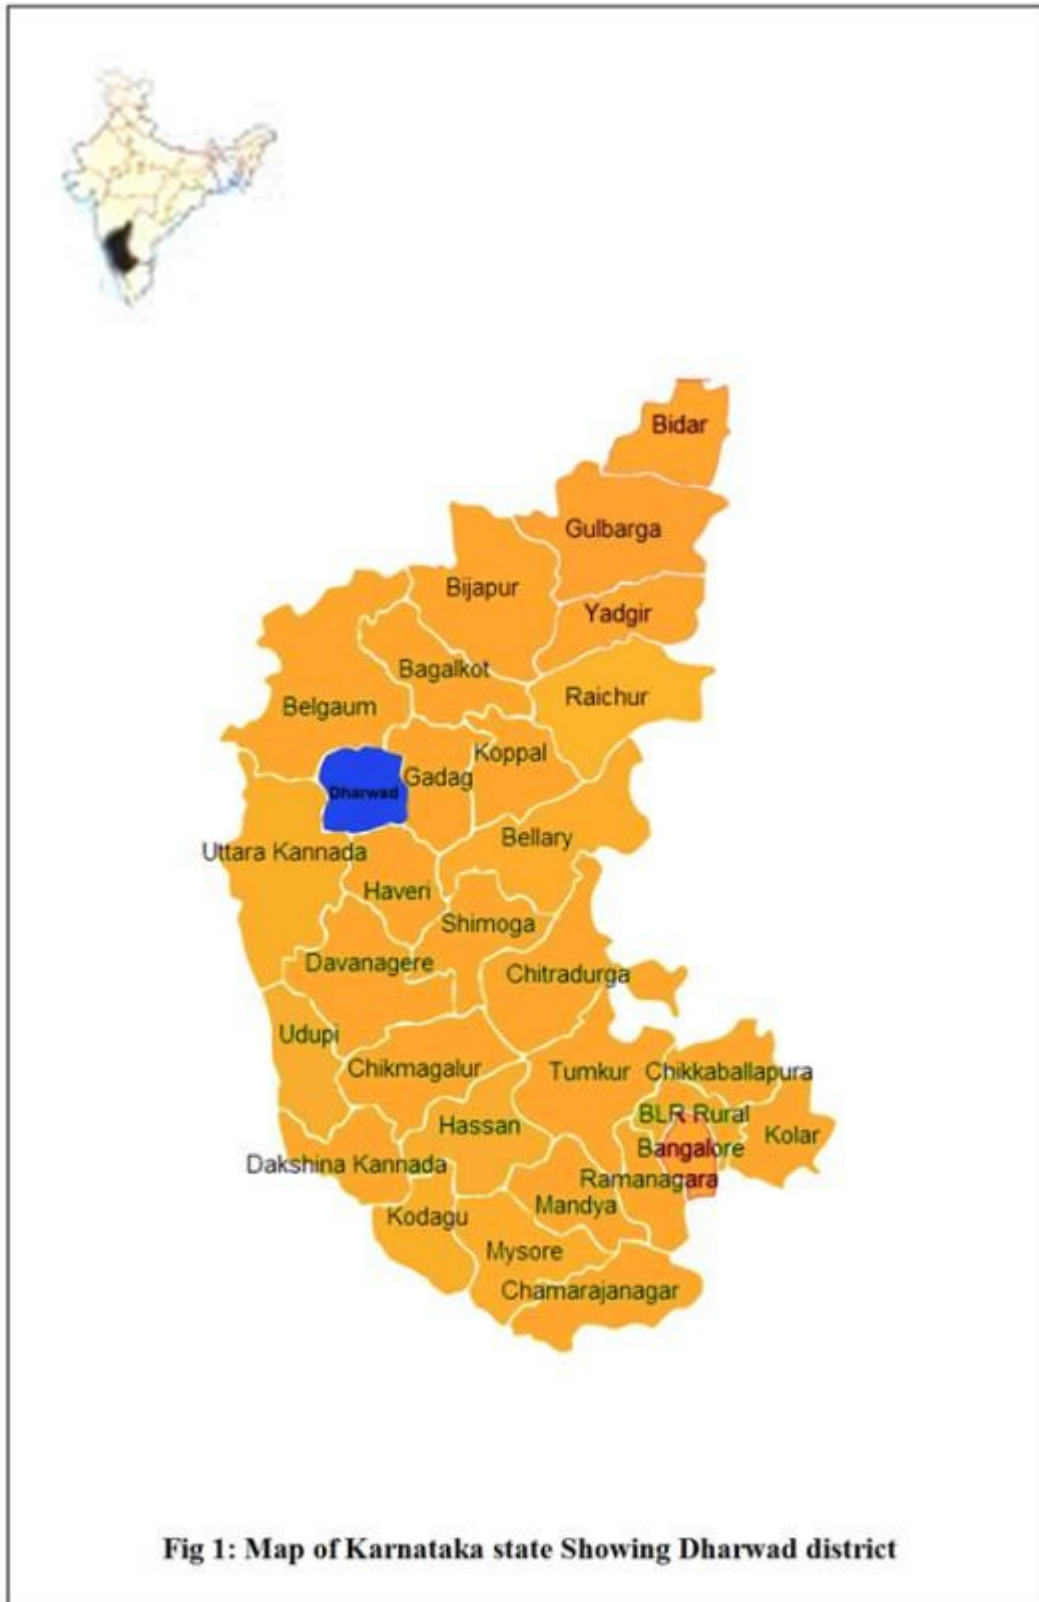 Bidar
Gulbarga
Bijapur
Yadgir
Bagalkot
Raichur
Belgaum
Koppal
Gadag
Dharwad
Bellary
Uttara Kannada
Haveri
Shimoga
Davanagere
Chitradurga
Udupi
Chikmagalur
Tumkur
Chikkaballapura
BLR Rural
Hassan
Kolar
Bangalore
Dakshina Kannada
Ramanagara
Mandya
Kodagu
Mysore
Chamarajanagar
Fig 1: Map of Karnataka state Showing Dharwad district